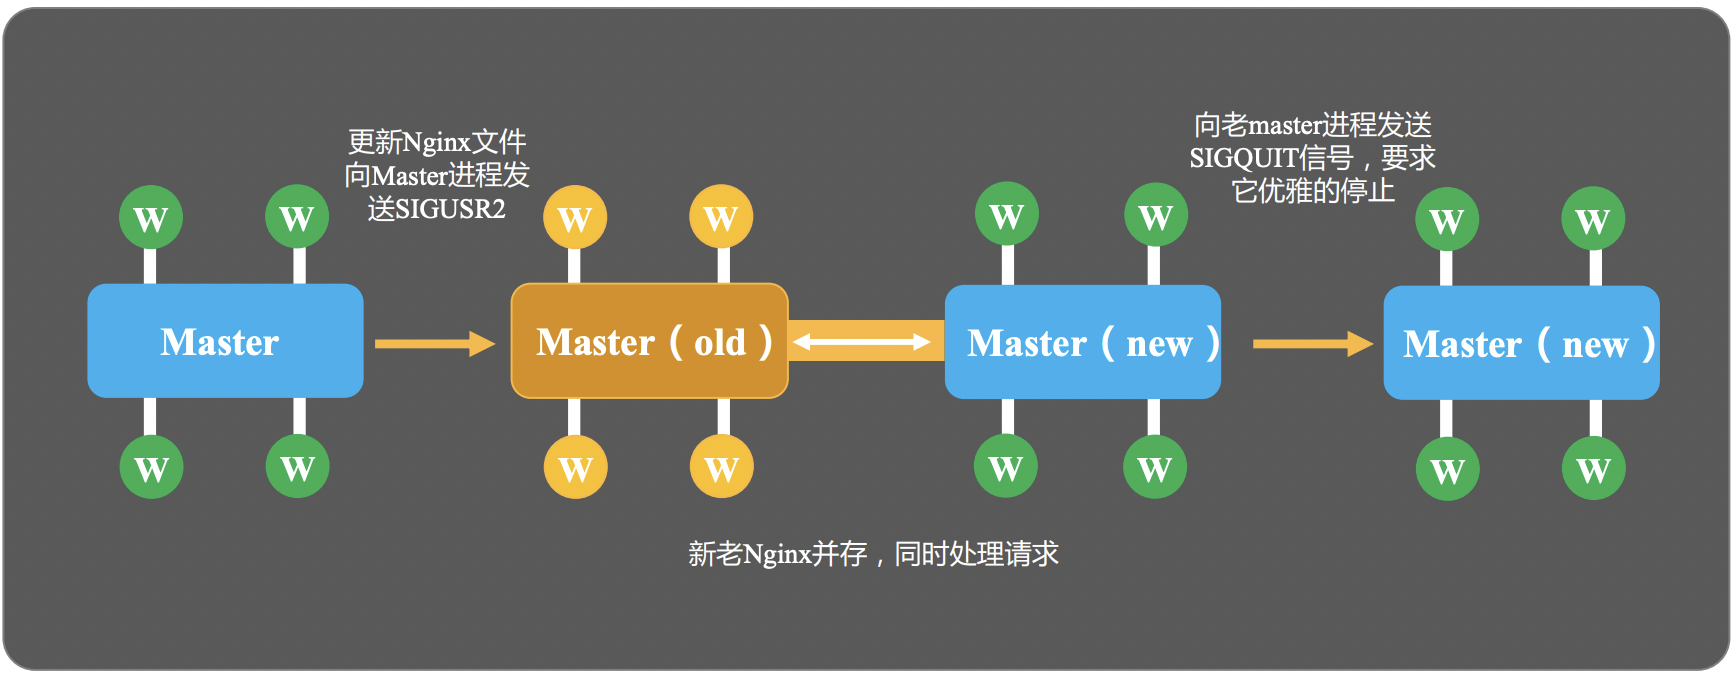 更新Nginx文件
向Master进程发
送SIGUSR2
向老master进程发送
SIGQUIT信号，要求
它优雅的停止
W W W W W W W W
Master Master（old） Master（new） Master（new）
W W W W W W W W
新老Nginx并存，同时处理请求